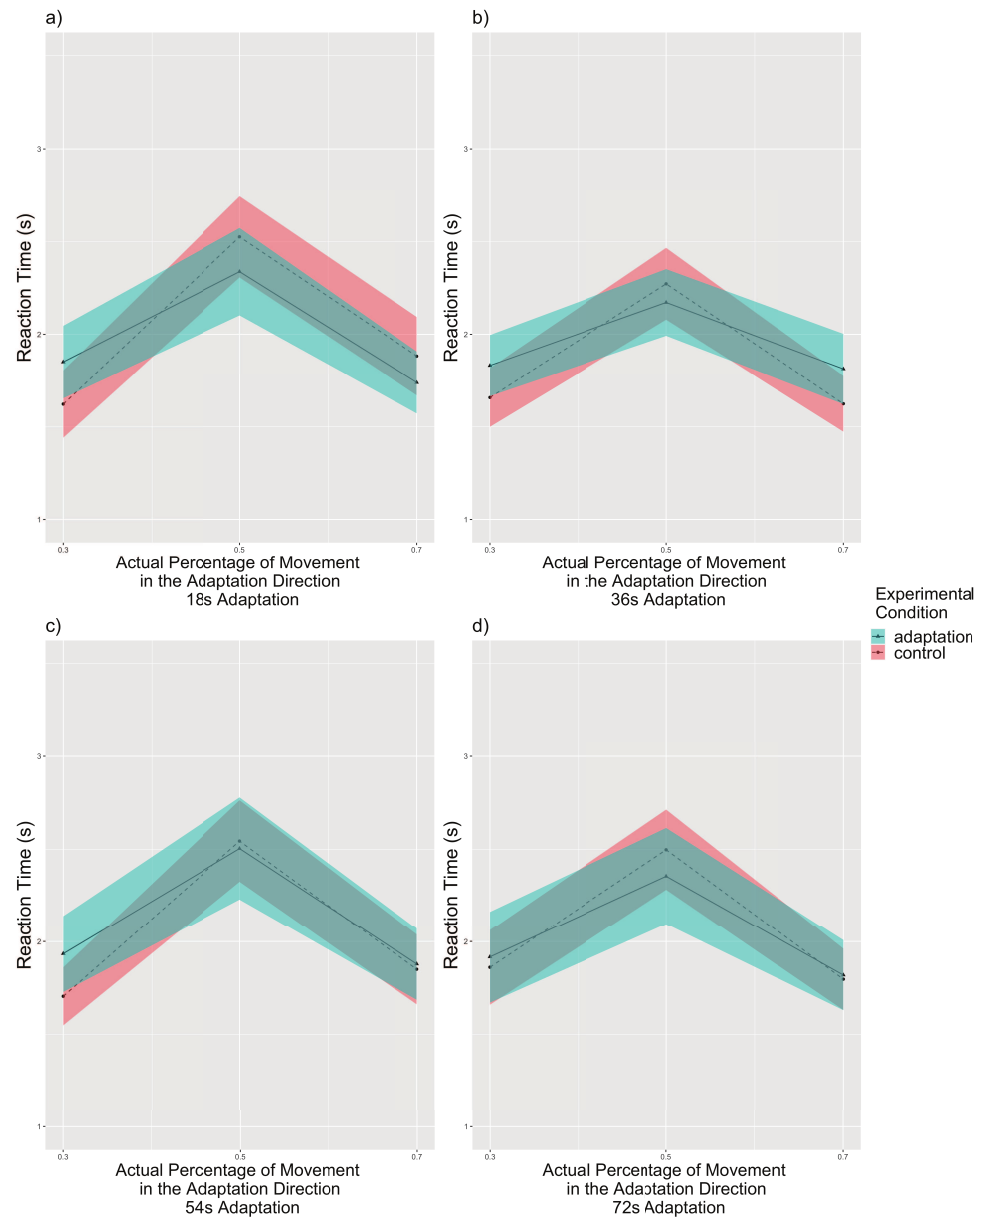 a)
3
2
1
Reaction Time (s)
0.3
0.5
0.7
Actual Percentage of Movement
in the Adaptation Direction
18s Adaptation
b)
3
2
1
Reaction Time (s)
0.3
0.5
0.7
Actual Percentage of Movement
in the Adaptation Direction
36s Adaptation
Experimental
Condition
adaptation
control
c)
3
2
1
Reaction Time (s)
0.3
0.5
0.7
Actual Percentage of Movement
in the Adaptation Direction
54s Adaptation
d)
3
2
1
Reaction Time (s)
0.3
0.5
0.7
Actual Percentage of Movement
in the Adaptation Direction
72s Adaptation